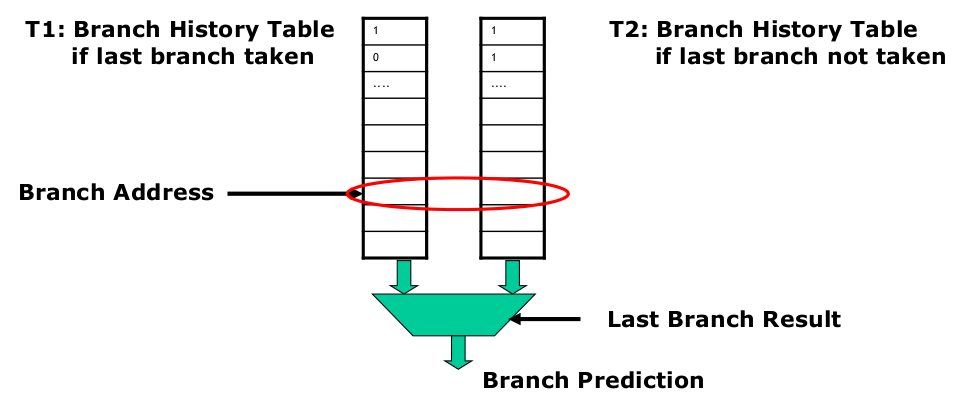 T1: Branch History Table
if last branch taken
1
0
....
1
1
....
T2: Branch History Table
if last branch not taken
Branch Address
Last Branch Result
Branch Prediction